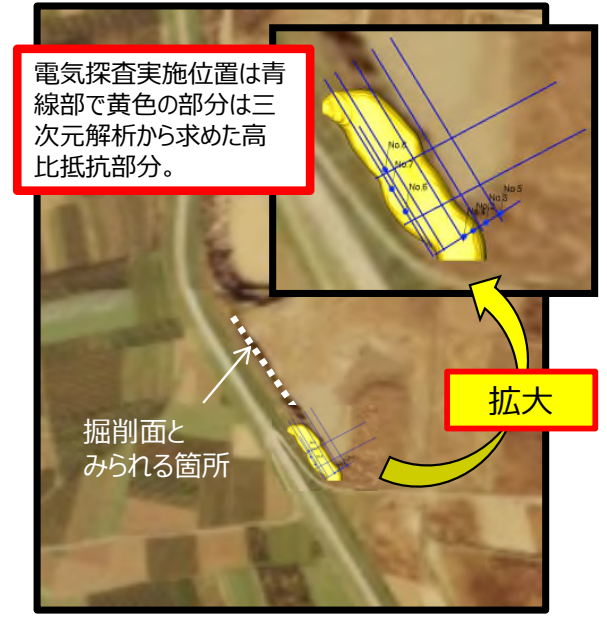 電気探査実施位置は青
線部で黄色の部分は三
次元解析から求めた高
比抵抗部分。
No.8
No.7
No.6
No.5
No.3
拡大
掘削面と
みられる箇所